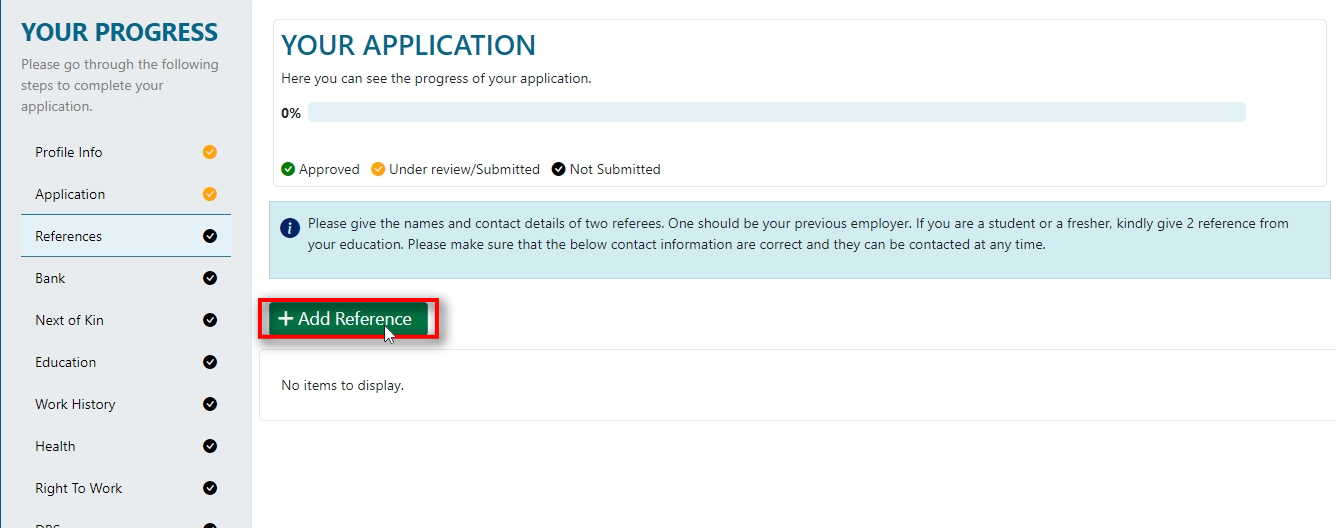 YOUR PROGRESS
Please go through the following
steps to complete your
application.
Profile Info
Application
References
Bank
Next of Kin
Education
Work History
Health
Right To Work
YOUR APPLICATION
Here you can see the progress of your application.
0%
Approved Under review/Submitted Not Submitted
Please give the names and contact details of two referees. One should be your previous employer. If you are a student or a fresher, kindly give 2 reference from
your education. Please make sure that the below contact information are correct and they can be contacted at any time.
+ Add Reference
No items to display.